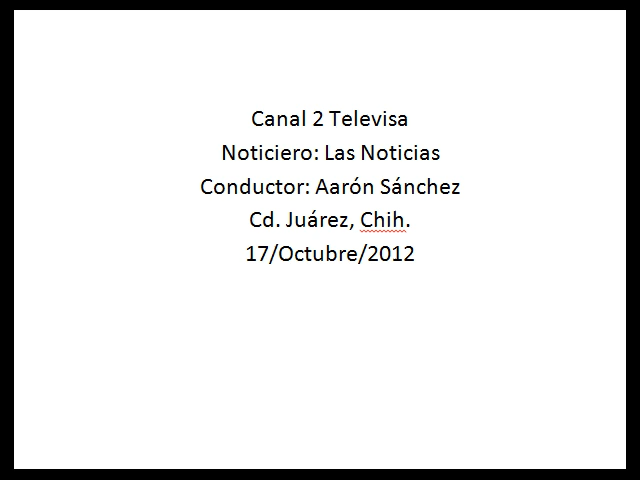 Canal 2 Televisa
Noticiero: Las Noticias
Conductor: Aarón Sánchez
Cd. Juárez, Chih.
17/Octubre/2012